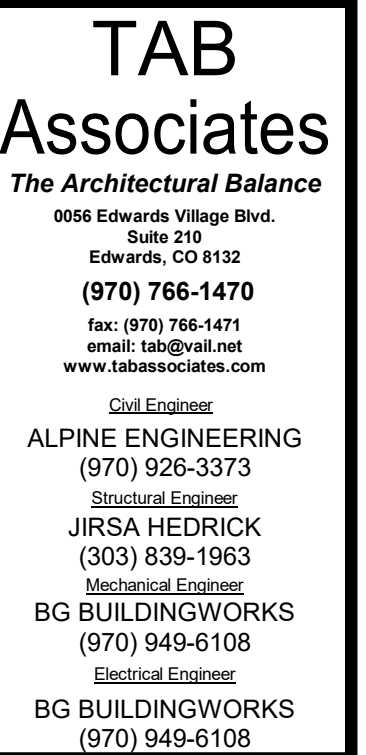 TAB
Associates
The Architectural Balance
0056 Edwards Village Blvd.
Suite 210
Edwards, CO 8132
(970) 766-1470
fax: (970) 766-1471
email: tab@vail.net
www.tabassociates.com
Civil Engineer
ALPINE ENGINEERING
(970) 926-3373
Structural Engineer
JIRSA HEDRICK
(303) 839-1963
Mechanical Engineer
BG BUILDINGWORKS
(970) 949-6108
Electrical Engineer
BG BUILDINGWORKS
(970) 949-6108